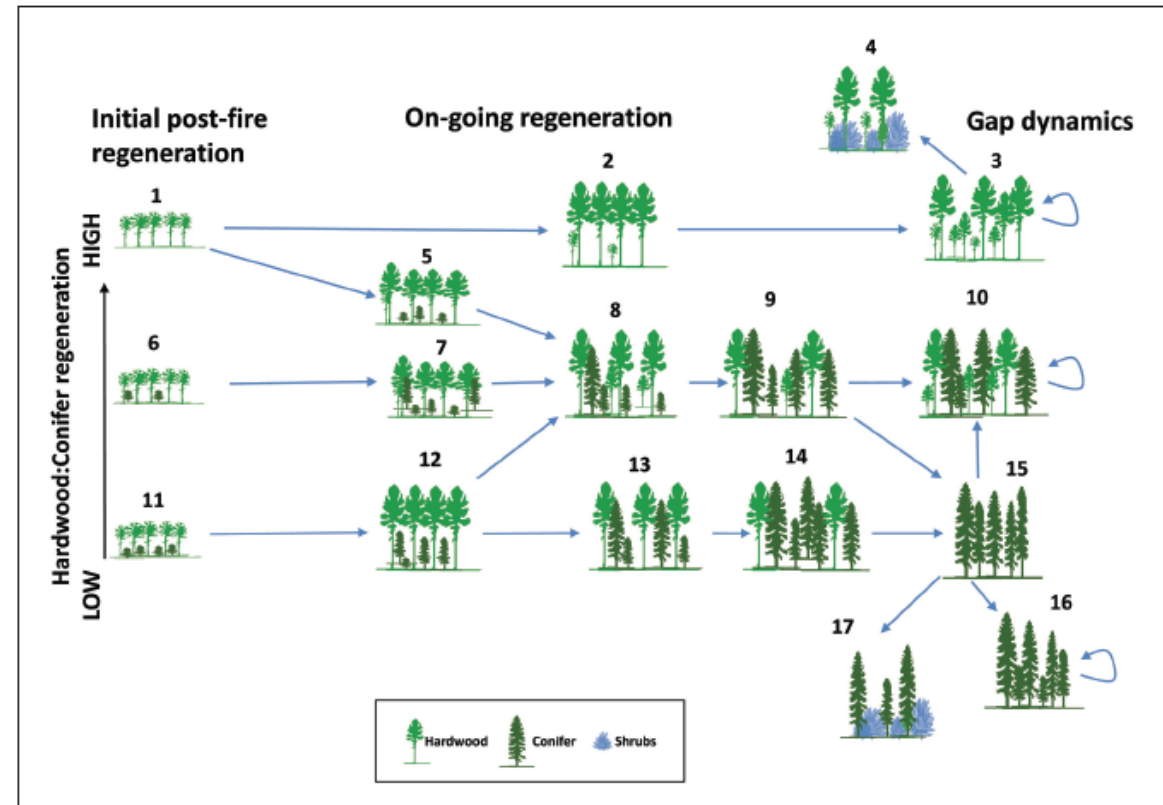 4
Initial post-fire
regeneration
On-going regeneration
Gap dynamics
1
2
3
HIGH
5
6
7
8
9
10
Hardwood:Conifer regeneration
11
12
13
14
15
LOW
17
16
Hardwood
Conifer
Shrubs